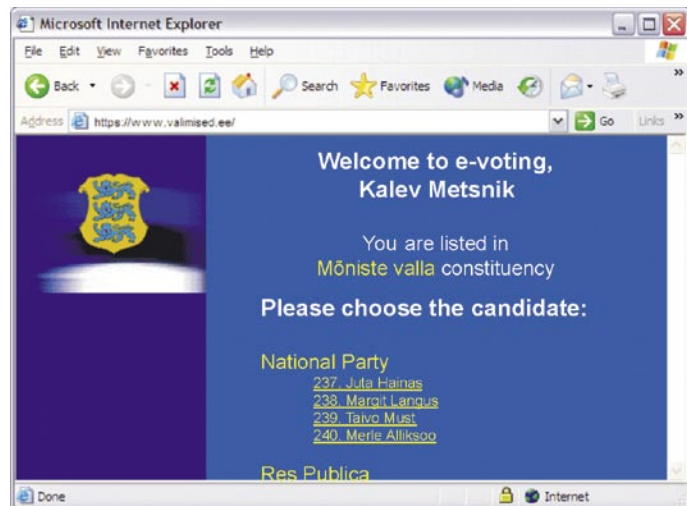 Microsoft Internet Explorer
File Edit View Favorites Tools Help
Back Search Favorites Media
Address https://www.valimised.ee/ Go Links
Welcome to e-voting,
Kalev Metsnik
You are listed in
Mõniste valla constituency
Please choose the candidate:
National Party
237. Juta Hainas
238. Margit Langus
239. Taivo Must
240. Merle Alliksoo
Res Publica
Done Internet